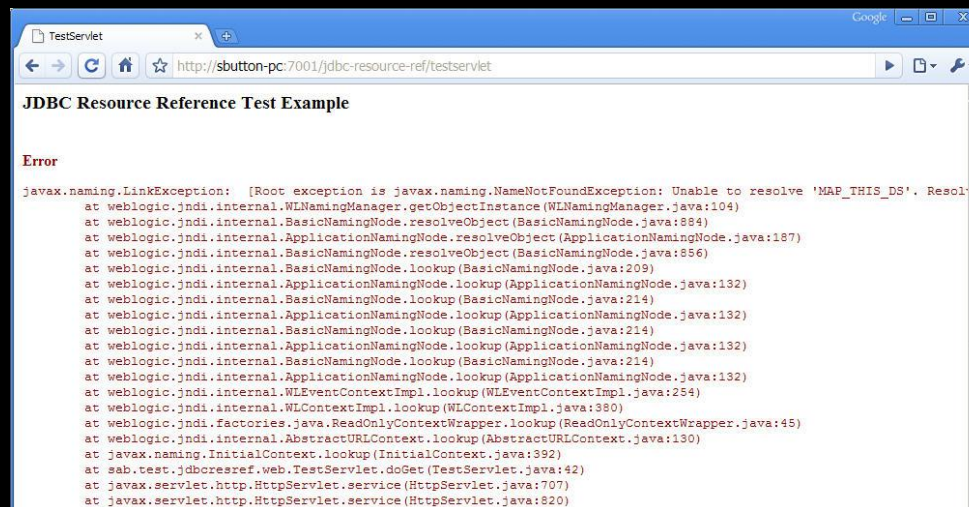 Google
TestServlet
http://sbutton-pc:7001/jdbc-resource-ref/testservlet
JDBC Resource Reference Test Example
Error
javax.naming.LinkException:  [Root exception is javax.naming.NameNotFoundException: Unable to resolve 'MAP_THIS_DS'. Resol
at weblogic.jndi.internal.WLNamingManager.getObjectInstance(WLNamingManager.java:104)
at weblogic.jndi.internal.BasicNamingNode.resolveObject(BasicNamingNode.java:884)
at weblogic.jndi.internal.ApplicationNamingNode.resolveObject(ApplicationNamingNode.java:187)
at weblogic.jndi.internal.BasicNamingNode.resolveObject(BasicNamingNode.java:856)
at weblogic.jndi.internal.BasicNamingNode.lookup(BasicNamingNode.java:209)
at weblogic.jndi.internal.ApplicationNamingNode.lookup(ApplicationNamingNode.java:132)
at weblogic.jndi.internal.BasicNamingNode.lookup(BasicNamingNode.java:214)
at weblogic.jndi.internal.ApplicationNamingNode.lookup(ApplicationNamingNode.java:132)
at weblogic.jndi.internal.BasicNamingNode.lookup(BasicNamingNode.java:214)
at weblogic.jndi.internal.ApplicationNamingNode.lookup(ApplicationNamingNode.java:132)
at weblogic.jndi.internal.BasicNamingNode.lookup(BasicNamingNode.java:214)
at weblogic.jndi.internal.ApplicationNamingNode.lookup(ApplicationNamingNode.java:132)
at weblogic.jndi.internal.WLEventContextImpl.lookup(WLEventContextImpl.java:254)
at weblogic.jndi.internal.WLContextImpl.lookup(WLContextImpl.java:380)
at weblogic.jndi.factories.java.ReadOnlyContextWrapper.lookup(ReadOnlyContextWrapper.java:45)
at weblogic.jndi.internal.AbstractURLContext.lookup(AbstractURLContext.java:130)
at javax.naming.InitialContext.lookup(InitialContext.java:392)
at sab.test.jdbcresref.web.TestServlet.doGet(TestServlet.java:42)
at javax.servlet.http.HttpServlet.service(HttpServlet.java:707)
at javax.servlet.http.HttpServlet.service(HttpServlet.java:820)